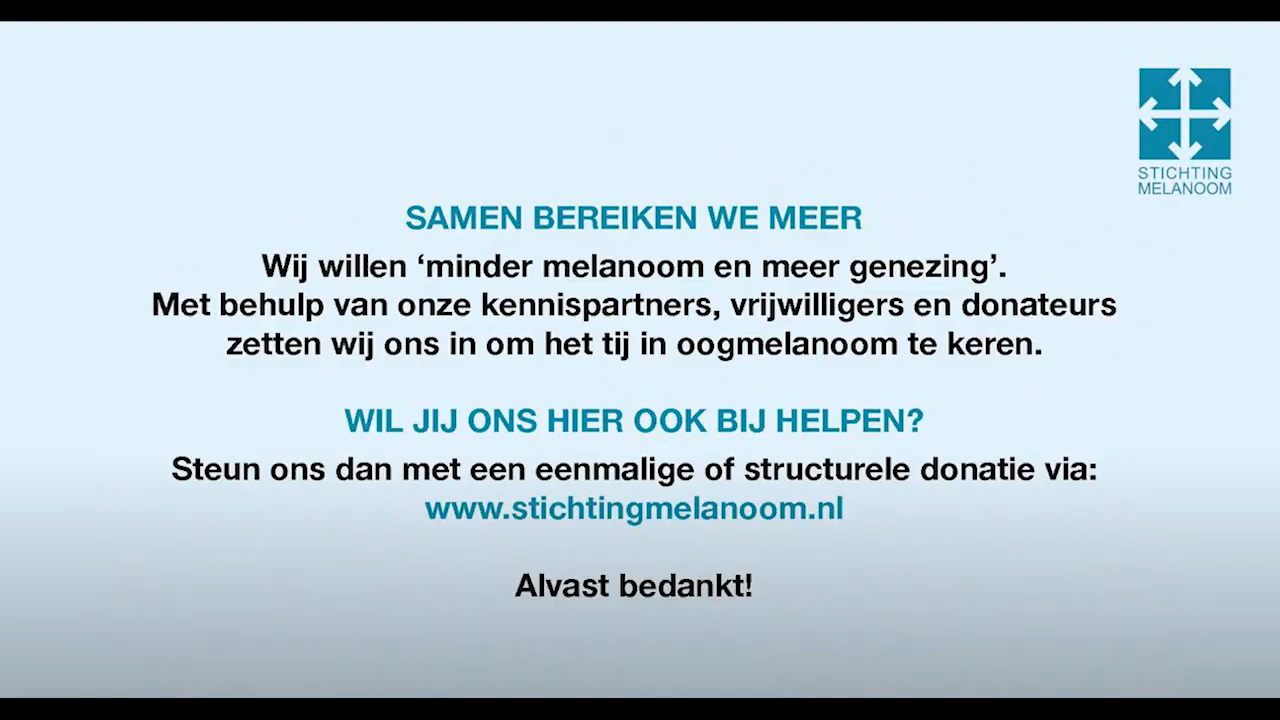 STICHTING
MELANOOM
SAMEN BEREIKEN WE MEER
Wij willen ‘minder melanoom en meer genezing’.
Met behulp van onze kennispartners, vrijwilligers en donateurs
zetten wij ons in om het tij in oogmelanoom te keren.
WIL JIJ ONS HIER OOK BIJ HELPEN?
Steun ons dan met een eenmalige of structurele donatie via:
www.stichtingmelanoom.nl
Alvast bedankt!